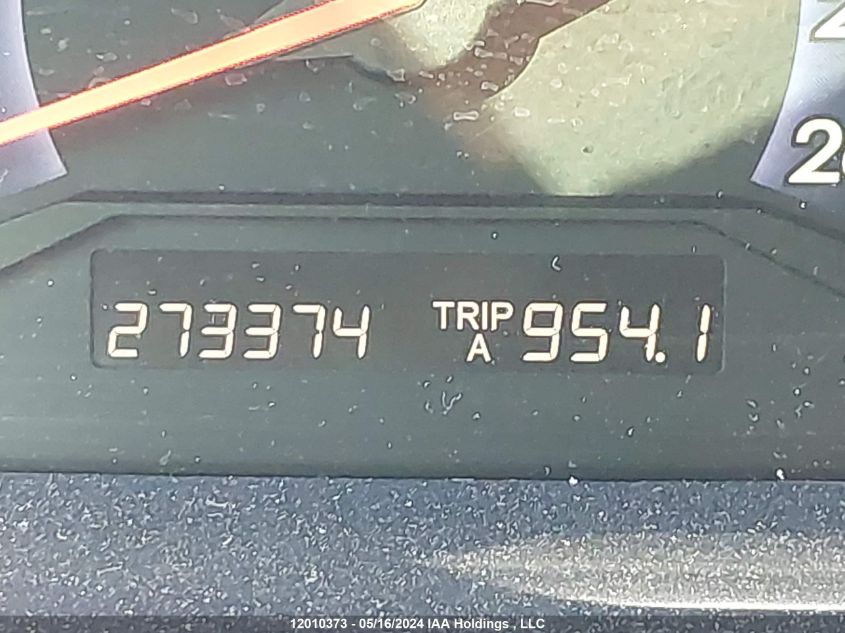 273374 TRIP A 954.1
12010373 - 05/16/2024 IAA Holdings , LLC